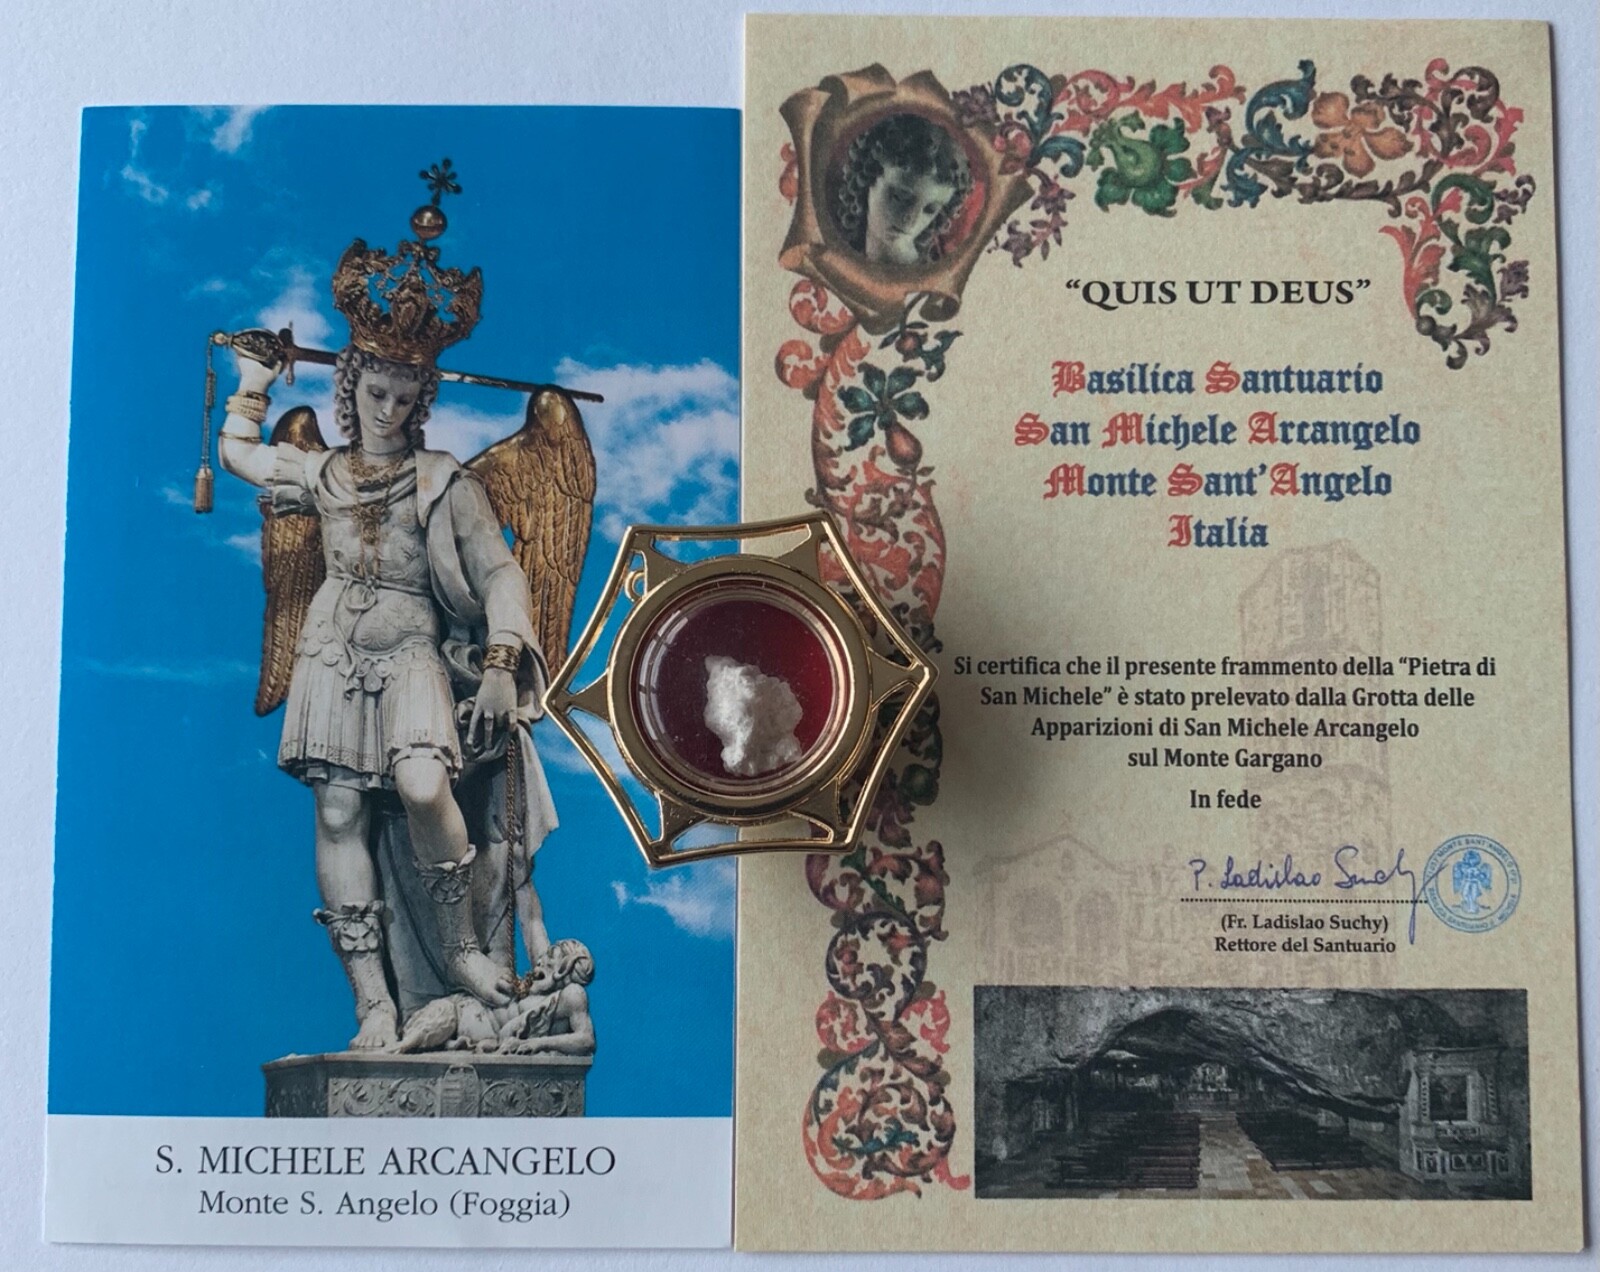 S. MICHELE ARCANGELO
Monte S. Angelo (Foggia)
“QUIS UT DEUS”
Basilica Santuario
San Michele Arcangelo
Monte Sant’Angelo
Italia
Si certifica che il presente frammento della “Pietra di
San Michele” è stato prelevato dalla Grotta delle
Apparizioni di San Michele Arcangelo
sul Monte Gargano
In fede
P. Ladislao Suchy
(Fr. Ladislao Suchy)
Rettore del Santuario